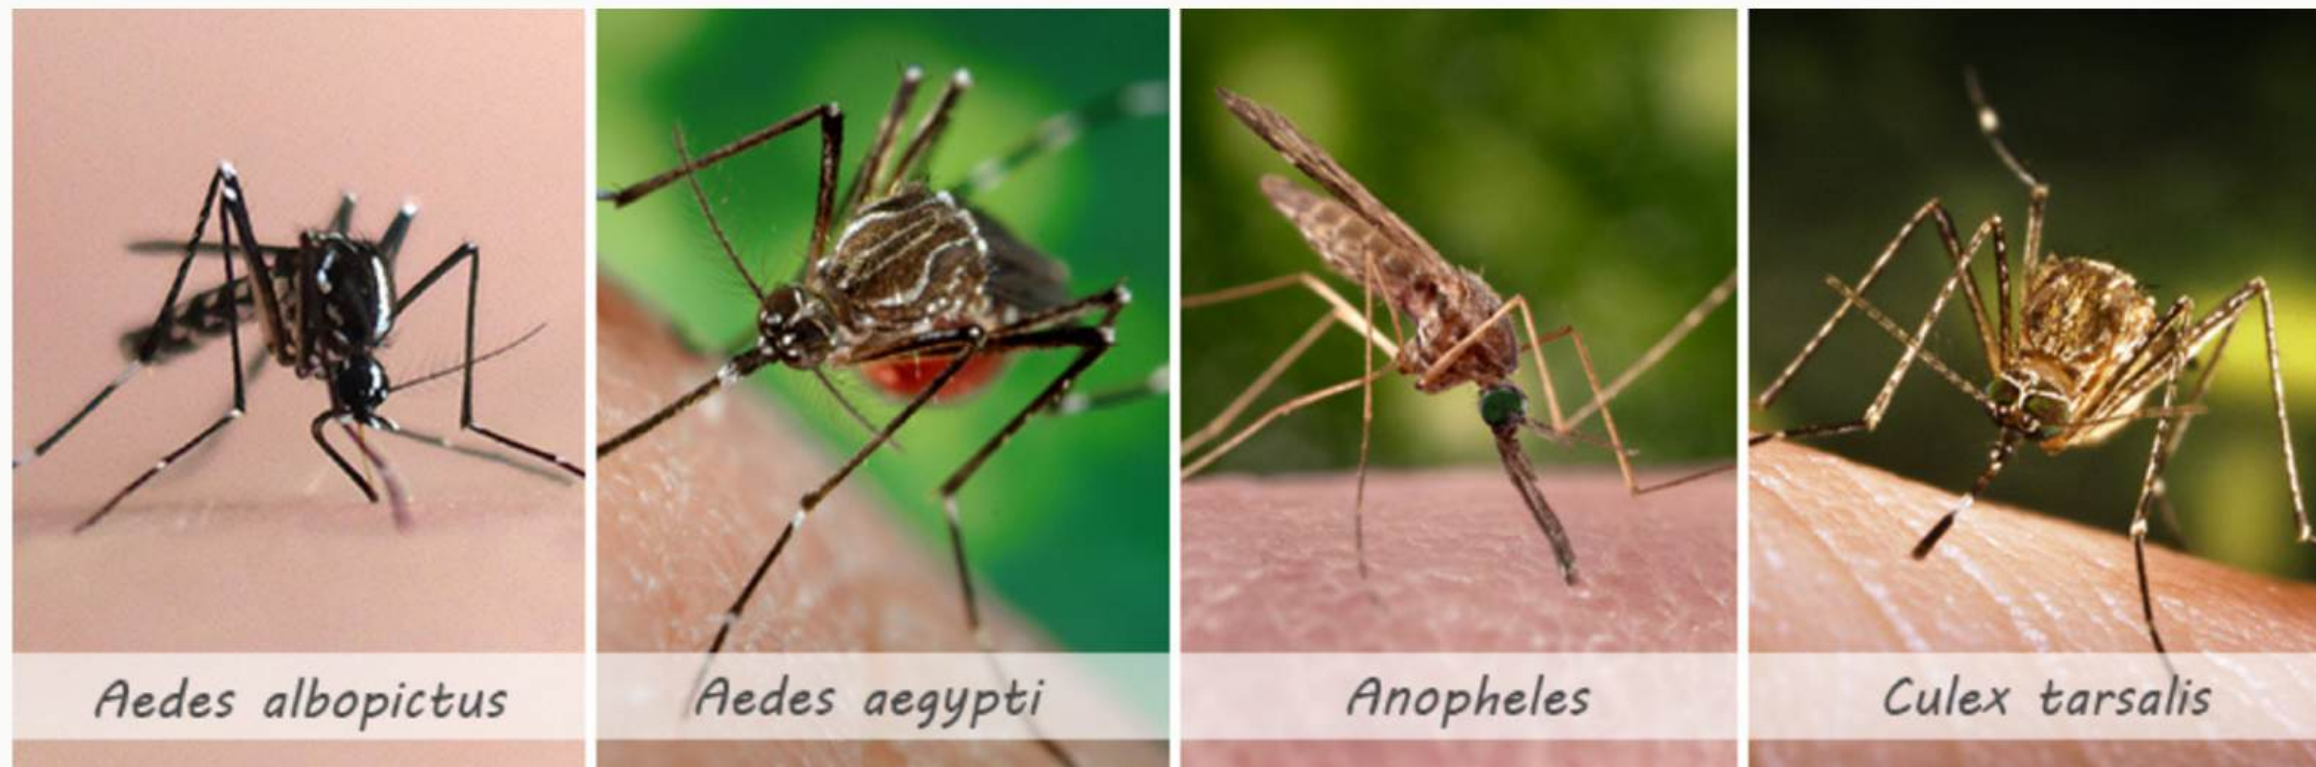 Aedes albopictus
Aedes aegypti
Anopheles
Culex tarsalis